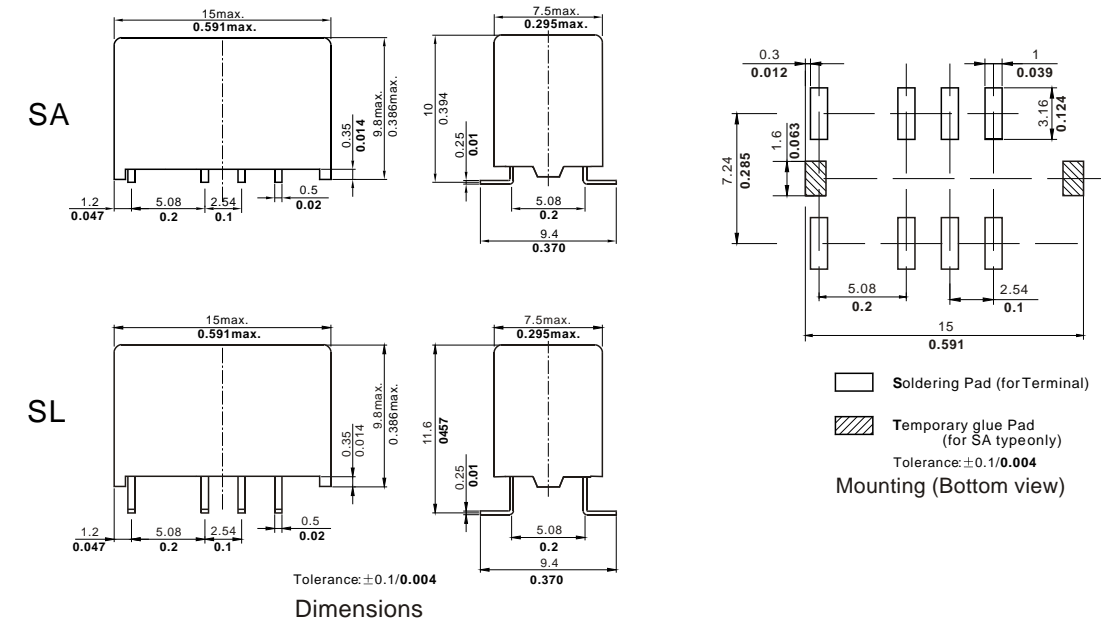 SA
15max.
0.591max.
0.35
0.014
9.8max.
0.386max.
1.2
0.047
5.08
0.2
2.54
0.1
0.5
0.02
7.5max.
0.295max.
10
0.394
0.25
0.01
5.08
0.2
9.4
0.370
SL
15max.
0.591max.
0.35
0.014
9.8max.
0.386max.
1.2
0.047
5.08
0.2
2.54
0.1
0.5
0.02
7.5max.
0.295max.
11.6
0457
0.25
0.01
5.08
0.2
9.4
0.370
Tolerance:±0.1/0.004
Dimensions
0.3
0.012
1
0.039
3.16
0.124
1.6
0.063
7.24
0.285
5.08
0.2
2.54
0.1
15
0.591
Soldering Pad (for Terminal)
Temporary glue Pad
(for SA type only)
Tolerance:±0.1/0.004
Mounting (Bottom view)